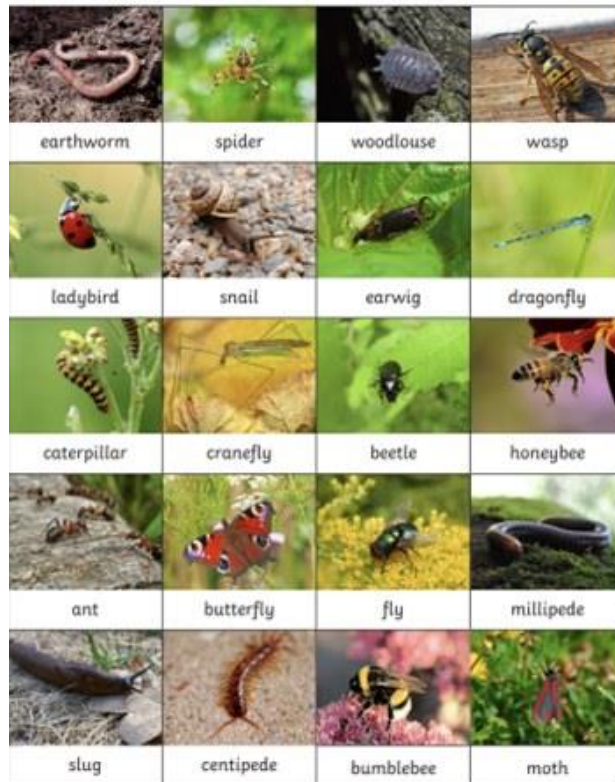 earthworm spider woodlouse wasp
ladybird snail earwig dragonfly
caterpillar cranefly beetle honeybee
ant butterfly fly millipede
slug centipede bumblebee moth